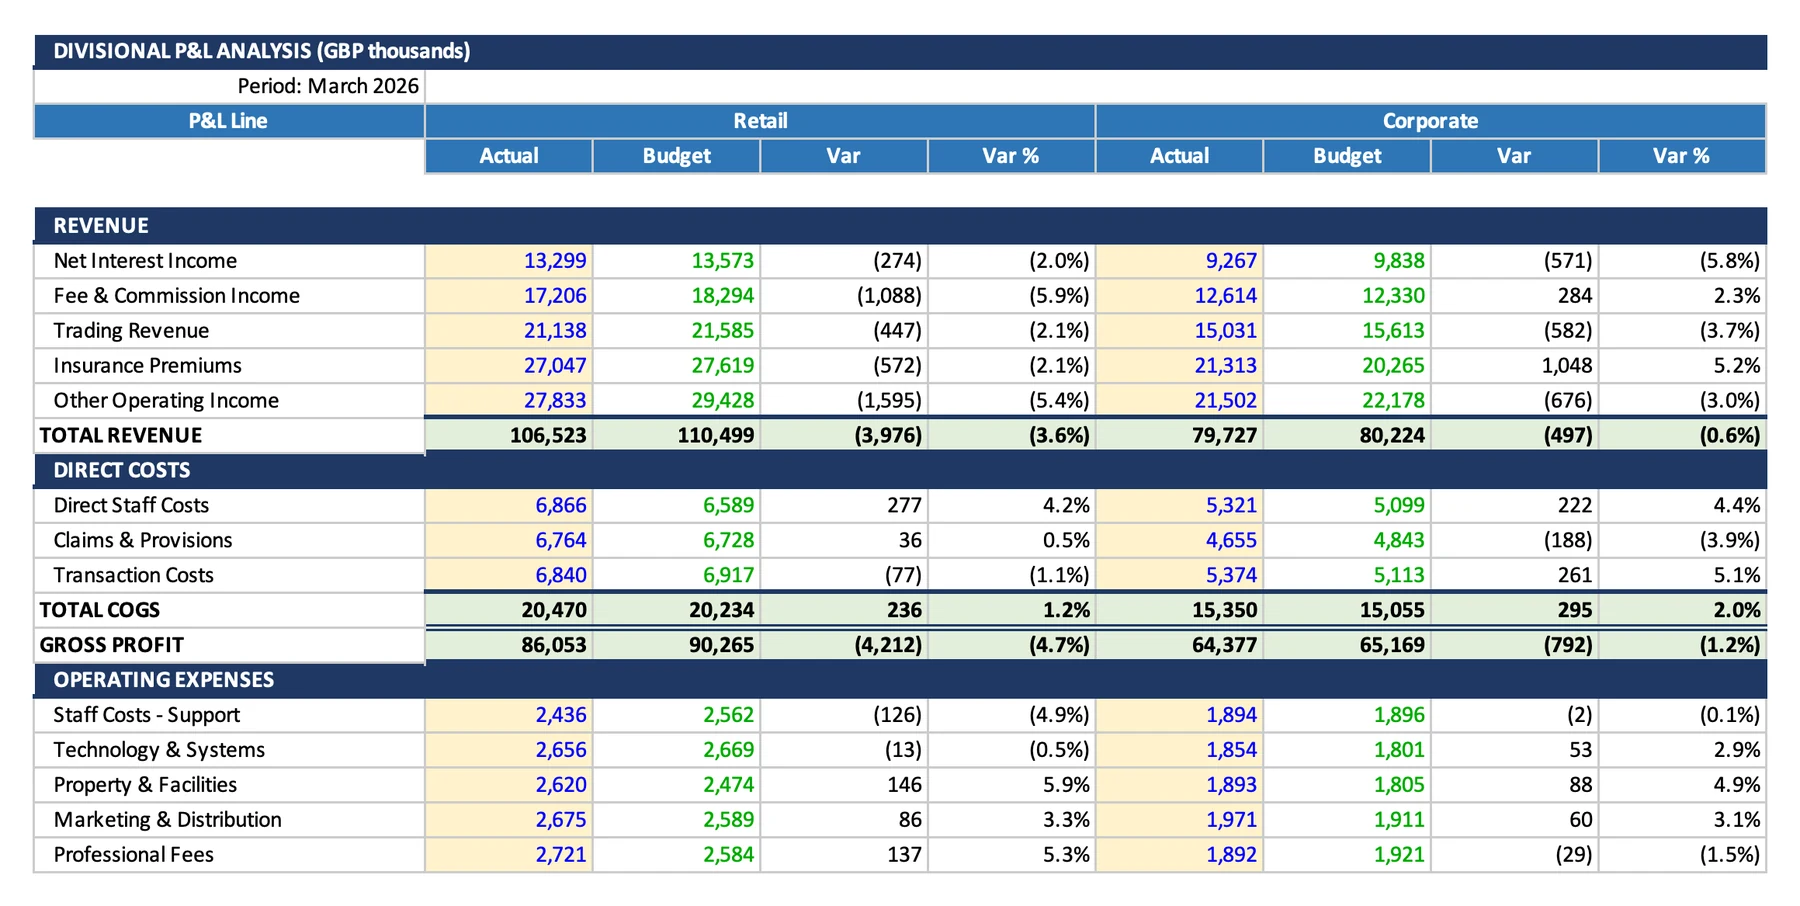 DIVISIONAL P&L ANALYSIS (GBP thousands)
Period: March 2026
P&L Line Retail Corporate
Actual Budget Var Var % Actual Budget Var Var %
REVENUE
Net Interest Income 13,299 13,573 (274) (2.0%) 9,267 9,838 (571) (5.8%)
Fee & Commission Income 17,206 18,294 (1,088) (5.9%) 12,614 12,330 284 2.3%
Trading Revenue 21,138 21,585 (447) (2.1%) 15,031 15,613 (582) (3.7%)
Insurance Premiums 27,047 27,619 (572) (2.1%) 21,313 20,265 1,048 5.2%
Other Operating Income 27,833 29,428 (1,595) (5.4%) 21,502 22,178 (676) (3.0%)
TOTAL REVENUE 106,523 110,499 (3,976) (3.6%) 79,727 80,224 (497) (0.6%)
DIRECT COSTS
Direct Staff Costs 6,866 6,589 277 4.2% 5,321 5,099 222 4.4%
Claims & Provisions 6,764 6,728 36 0.5% 4,655 4,843 (188) (3.9%)
Transaction Costs 6,840 6,917 (77) (1.1%) 5,374 5,113 261 5.1%
TOTAL COGS 20,470 20,234 236 1.2% 15,350 15,055 295 2.0%
GROSS PROFIT 86,053 90,265 (4,212) (4.7%) 64,377 65,169 (792) (1.2%)
OPERATING EXPENSES
Staff Costs - Support 2,436 2,562 (126) (4.9%) 1,894 1,896 (2) (0.1%)
Technology & Systems 2,656 2,669 (13) (0.5%) 1,854 1,801 53 2.9%
Property & Facilities 2,620 2,474 146 5.9% 1,893 1,805 88 4.9%
Marketing & Distribution 2,675 2,589 86 3.3% 1,971 1,911 60 3.1%
Professional Fees 2,721 2,584 137 5.3% 1,892 1,921 (29) (1.5%)